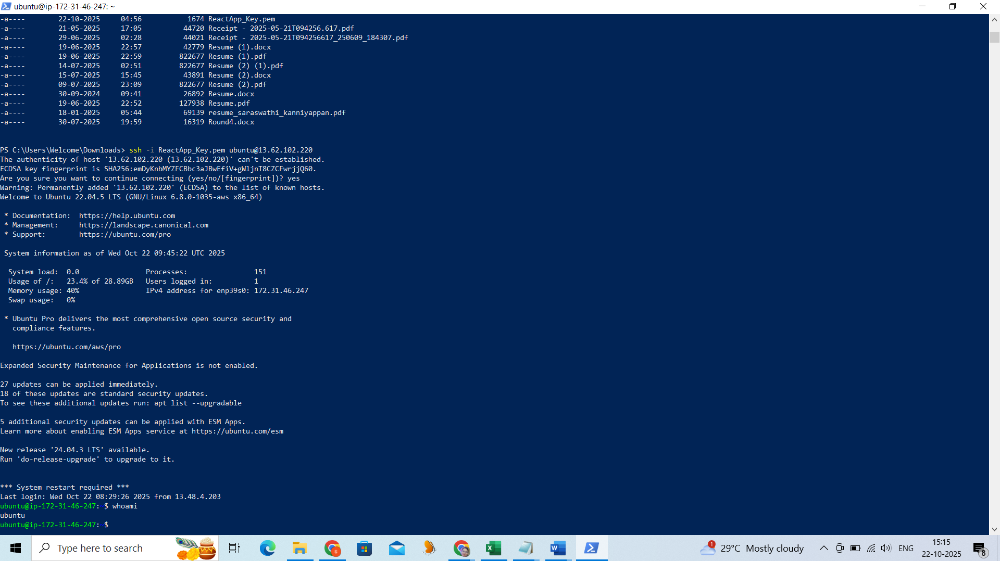 ubuntu@ip-172-31-46-247: ~
-a---- 22-10-2025 04:56 1674 ReactApp_Key.pem
-a---- 21-05-2025 17:05 44720 Receipt - 2025-05-21T094256.617.pdf
-a---- 29-06-2025 02:28 44021 Receipt - 2025-05-21T094256617_250609_184307.pdf
-a---- 19-06-2025 22:57 42779 Resume (1).docx
-a---- 19-06-2025 22:59 822677 Resume (1).pdf
-a---- 14-07-2025 02:51 822677 Resume (2) (1).pdf
-a---- 15-07-2025 15:45 43891 Resume (2).docx
-a---- 09-07-2025 23:09 822677 Resume (2).pdf
-a---- 30-09-2024 09:41 26892 Resume.docx
-a---- 19-06-2025 22:52 127938 Resume.pdf
-a---- 18-01-2025 05:44 69139 resume_saraswathi_kanniyappan.pdf
-a---- 30-07-2025 19:59 16319 Round4.docx
PS C:\Users\Welcome\Downloads> ssh -i ReactApp_Key.pem ubuntu@13.62.102.220
The authenticity of host '13.62.102.220 (13.62.102.220)' can't be established.
ECDSA key fingerprint is SHA256:emDyKnbMYZFCBbc3aJBwEfiV+gWljnT8CZCFwrjjQ60.
Are you sure you want to continue connecting (yes/no/[fingerprint])? yes
Warning: Permanently added '13.62.102.220' (ECDSA) to the list of known hosts.
Welcome to Ubuntu 22.04.5 LTS (GNU/Linux 6.8.0-1035-aws x86_64)
* Documentation: https://help.ubuntu.com
* Management: https://landscape.canonical.com
* Support: https://ubuntu.com/pro
System information as of Wed Oct 22 09:45:22 UTC 2025
System load: 0.0 Processes: 151
Usage of /: 23.4% of 28.89GB Users logged in: 1
Memory usage: 40% IPv4 address for enp39s0: 172.31.46.247
Swap usage: 0%
* Ubuntu Pro delivers the most comprehensive open source security and
compliance features.
https://ubuntu.com/aws/pro
Expanded Security Maintenance for Applications is not enabled.
27 updates can be applied immediately.
18 of these updates are standard security updates.
To see these additional updates run: apt list --upgradable
5 additional security updates can be applied with ESM Apps.
Learn more about enabling ESM Apps service at https://ubuntu.com/esm
New release '24.04.3 LTS' available.
Run 'do-release-upgrade' to upgrade to it.
*** System restart required ***
Last login: Wed Oct 22 08:29:26 2025 from 13.48.4.203
ubuntu@ip-172-31-46-247: $ whoami
ubuntu
ubuntu@ip-172-31-46-247: $
Type here to search
1
29°C Mostly cloudy
ENG
15:15
22-10-2025
8